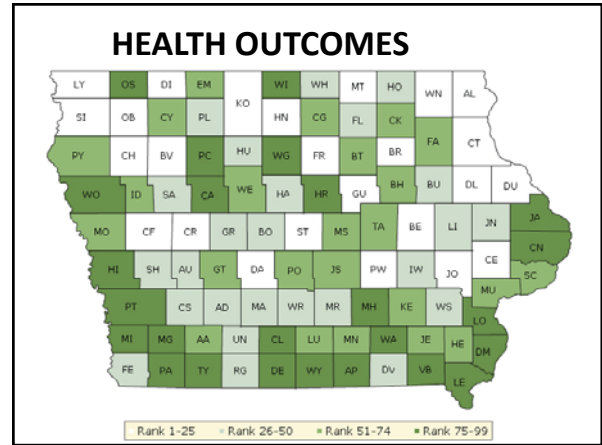 HEALTH OUTCOMES
LY OS DI EM KO WI WH MT HO WN AL
SI OB CY PL HN CG FL CK FA CT
PY CH BV PC HU WG FR BT BR
WO ID SA CA WE HA HR GU BH BU DL DU
MO CF CR GR BO ST MS TA BE LI JN JA
HI SH AU GT DA PO JS PW IW JO CE CN SC
PT CS AD MA WR MR MH KE WS MU LO
MI MG AA UN CL LU MN WA JE HE DM
FE PA TY RG DE WY AP DV VB LE
Rank 1-25 Rank 26-50 Rank 51-74 Rank 75-99